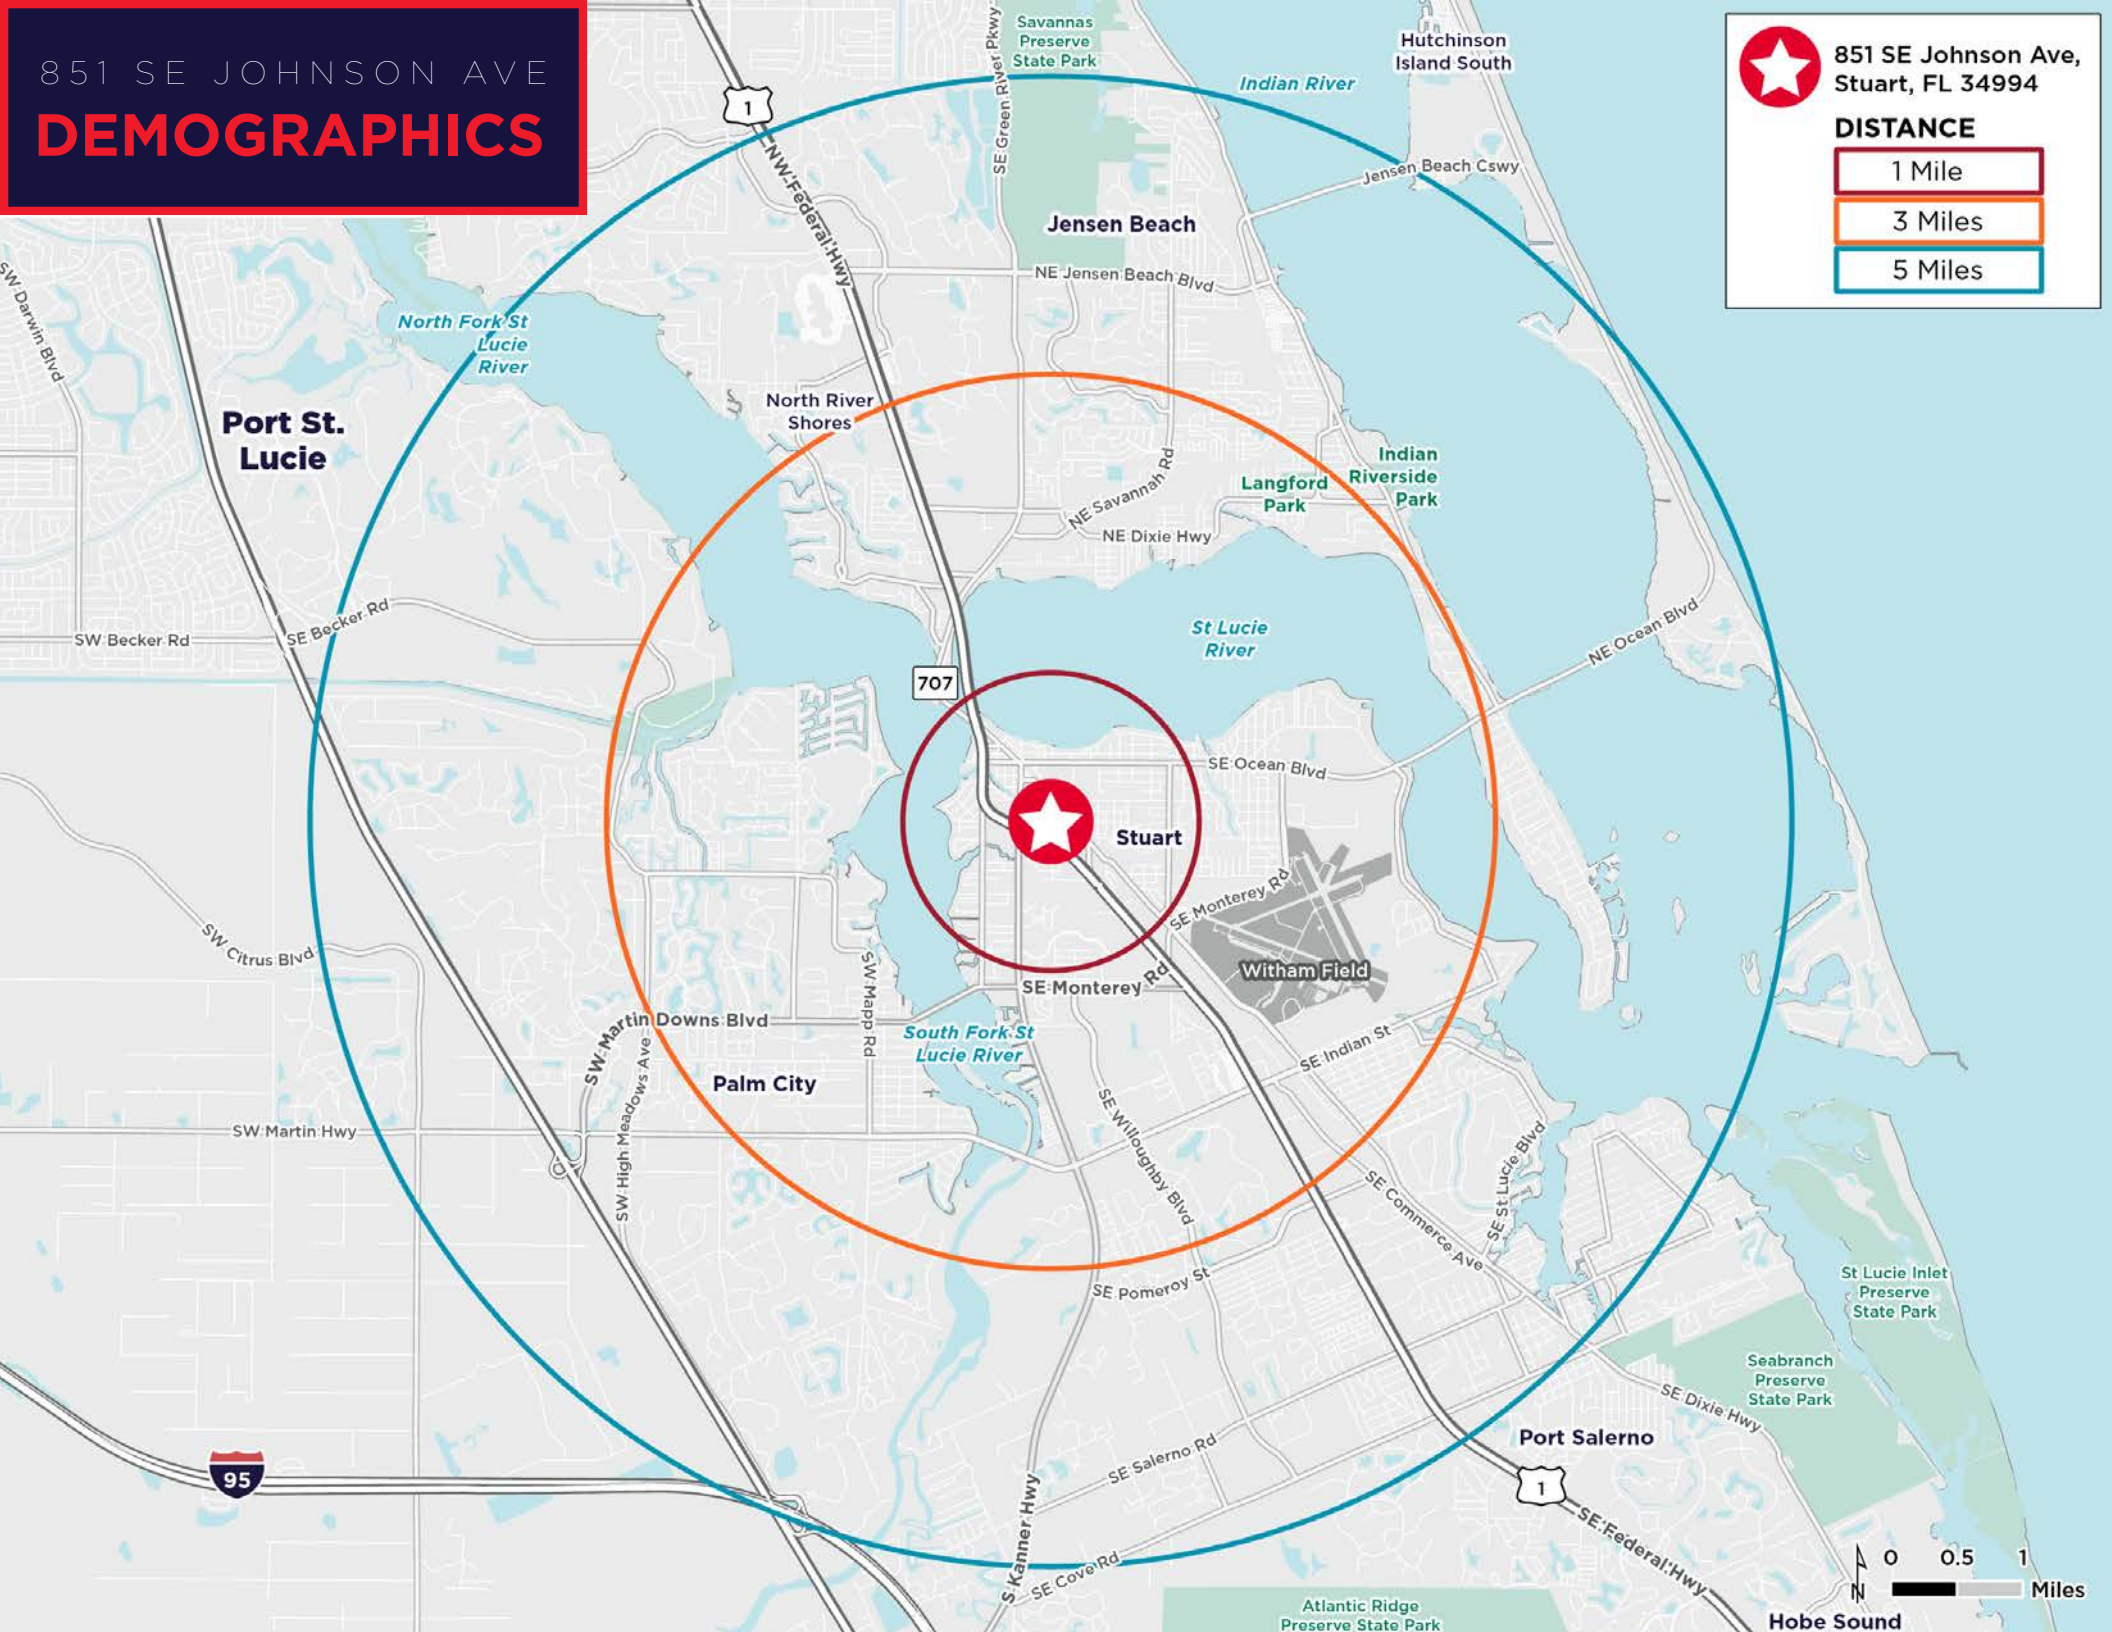 851 SE JOHNSON AVE
DEMOGRAPHICS
851 SE Johnson Ave,
Stuart, FL 34994
DISTANCE
1 Mile
3 Miles
5 Miles
Savannas
Preserve
State Park
Hutchinson
Island South
Indian River
SE Green River Pkwy
1
NW Federal Hwy
Jensen Beach Cswy
Jensen Beach
NE Jensen Beach Blvd
SW Darwin Blvd
North Fork St
Lucie
River
Port St.
Lucie
North River
Shores
Indian
Riverside
Park
Langford
Park
NE Savannah Rd
NE Dixie Hwy
SW Becker Rd
SE Becker Rd
St Lucie
River
NE Ocean Blvd
707
SE Ocean Blvd
Stuart
SE Monterey Rd
Witham Field
SW Citrus Blvd
SW Mapp Rd
SE Monterey Rd
SW Martin Downs Blvd
South Fork St
Lucie River
SE Indian St
Palm City
SW High Meadows Ave
SW Martin Hwy
SE Willoughby Blvd
SE St Lucie Blvd
SE Commerce Ave
SE Pomeroy St
St Lucie Inlet
Preserve
State Park
Seabranch
Preserve
State Park
SE Dixie Hwy
Port Salerno
SE Salerno Rd
95
1
S Kanner Hwy
SE Cove Rd
SE Federal Hwy
Atlantic Ridge
Preserve State Park
Hobe Sound
N
0 0.5 1
Miles